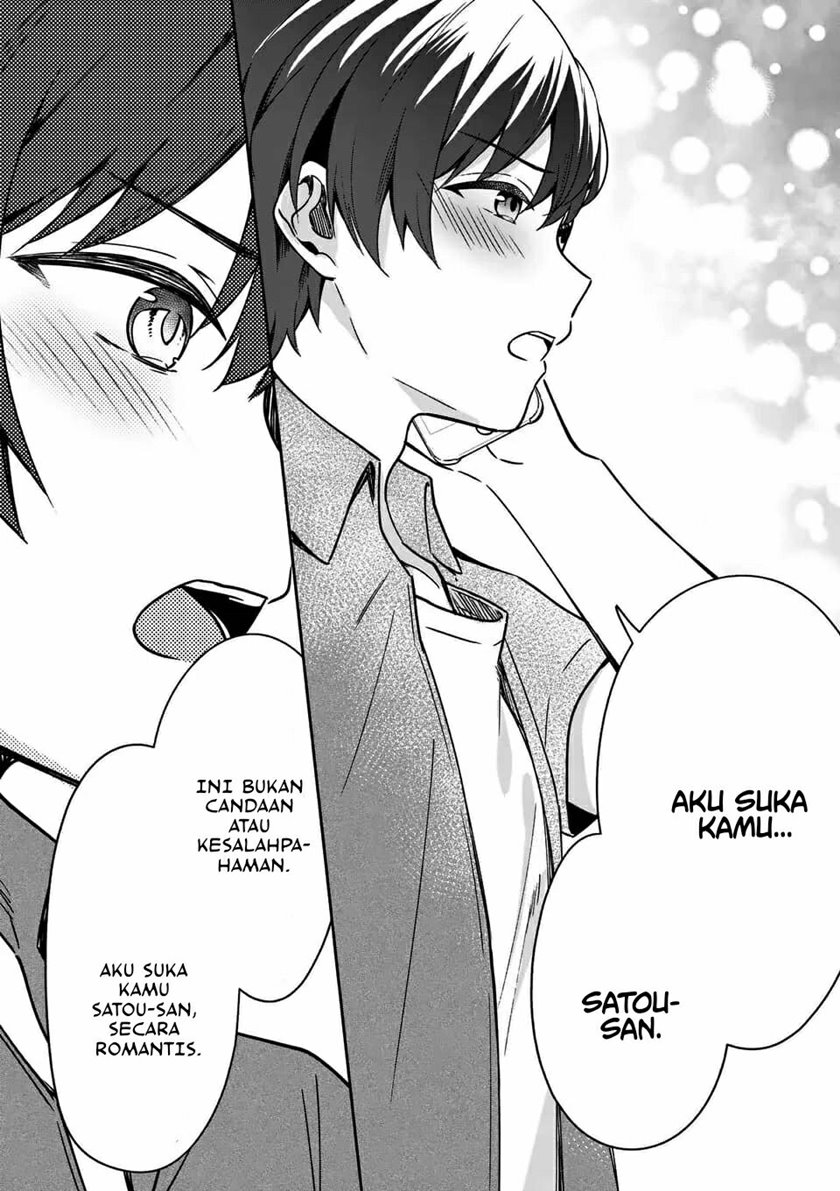 AKU SUKA
KAMU...
SATOU-
SAN.
INI BUKAN
CANDAAN
ATAU
KESALAHPA-
HAMAN.
AKU SUKA
KAMU
SATOU-SAN,
SECARA
ROMANTIS.